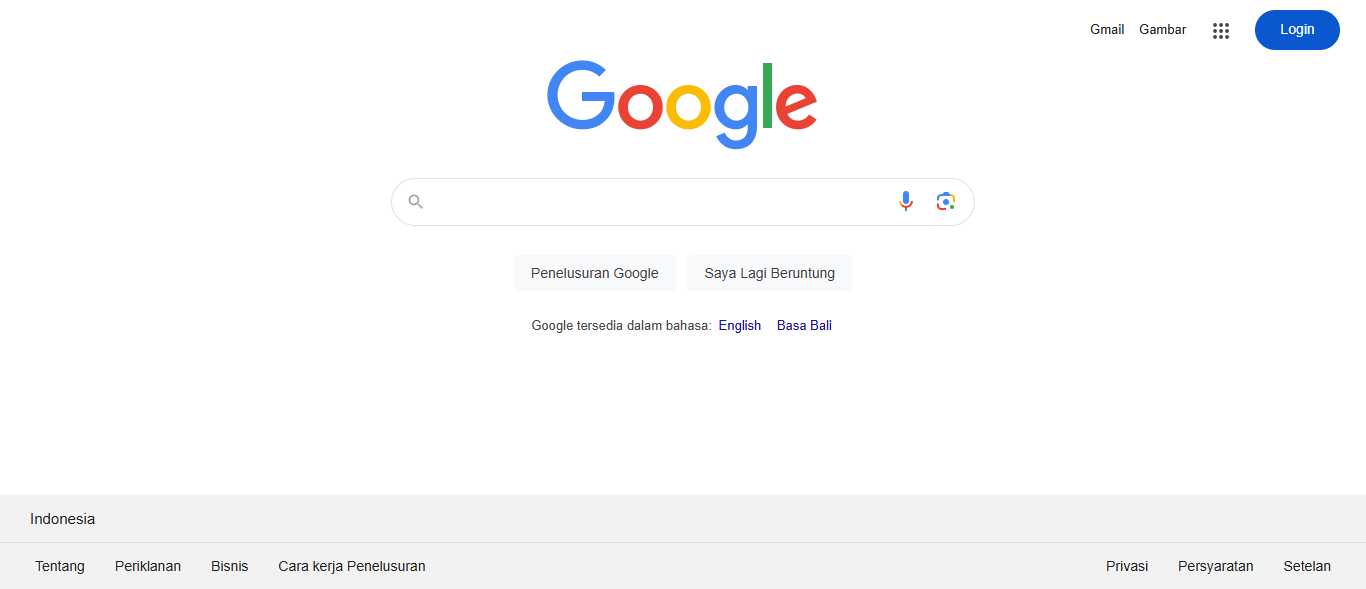 Gmail Gambar Login
Google
Penelusuran Google Saya Lagi Beruntung
Google tersedia dalam bahasa: English Basa Bali
Indonesia
Tentang Periklanan Bisnis Cara kerja Penelusuran Privasi Persyaratan Setelan